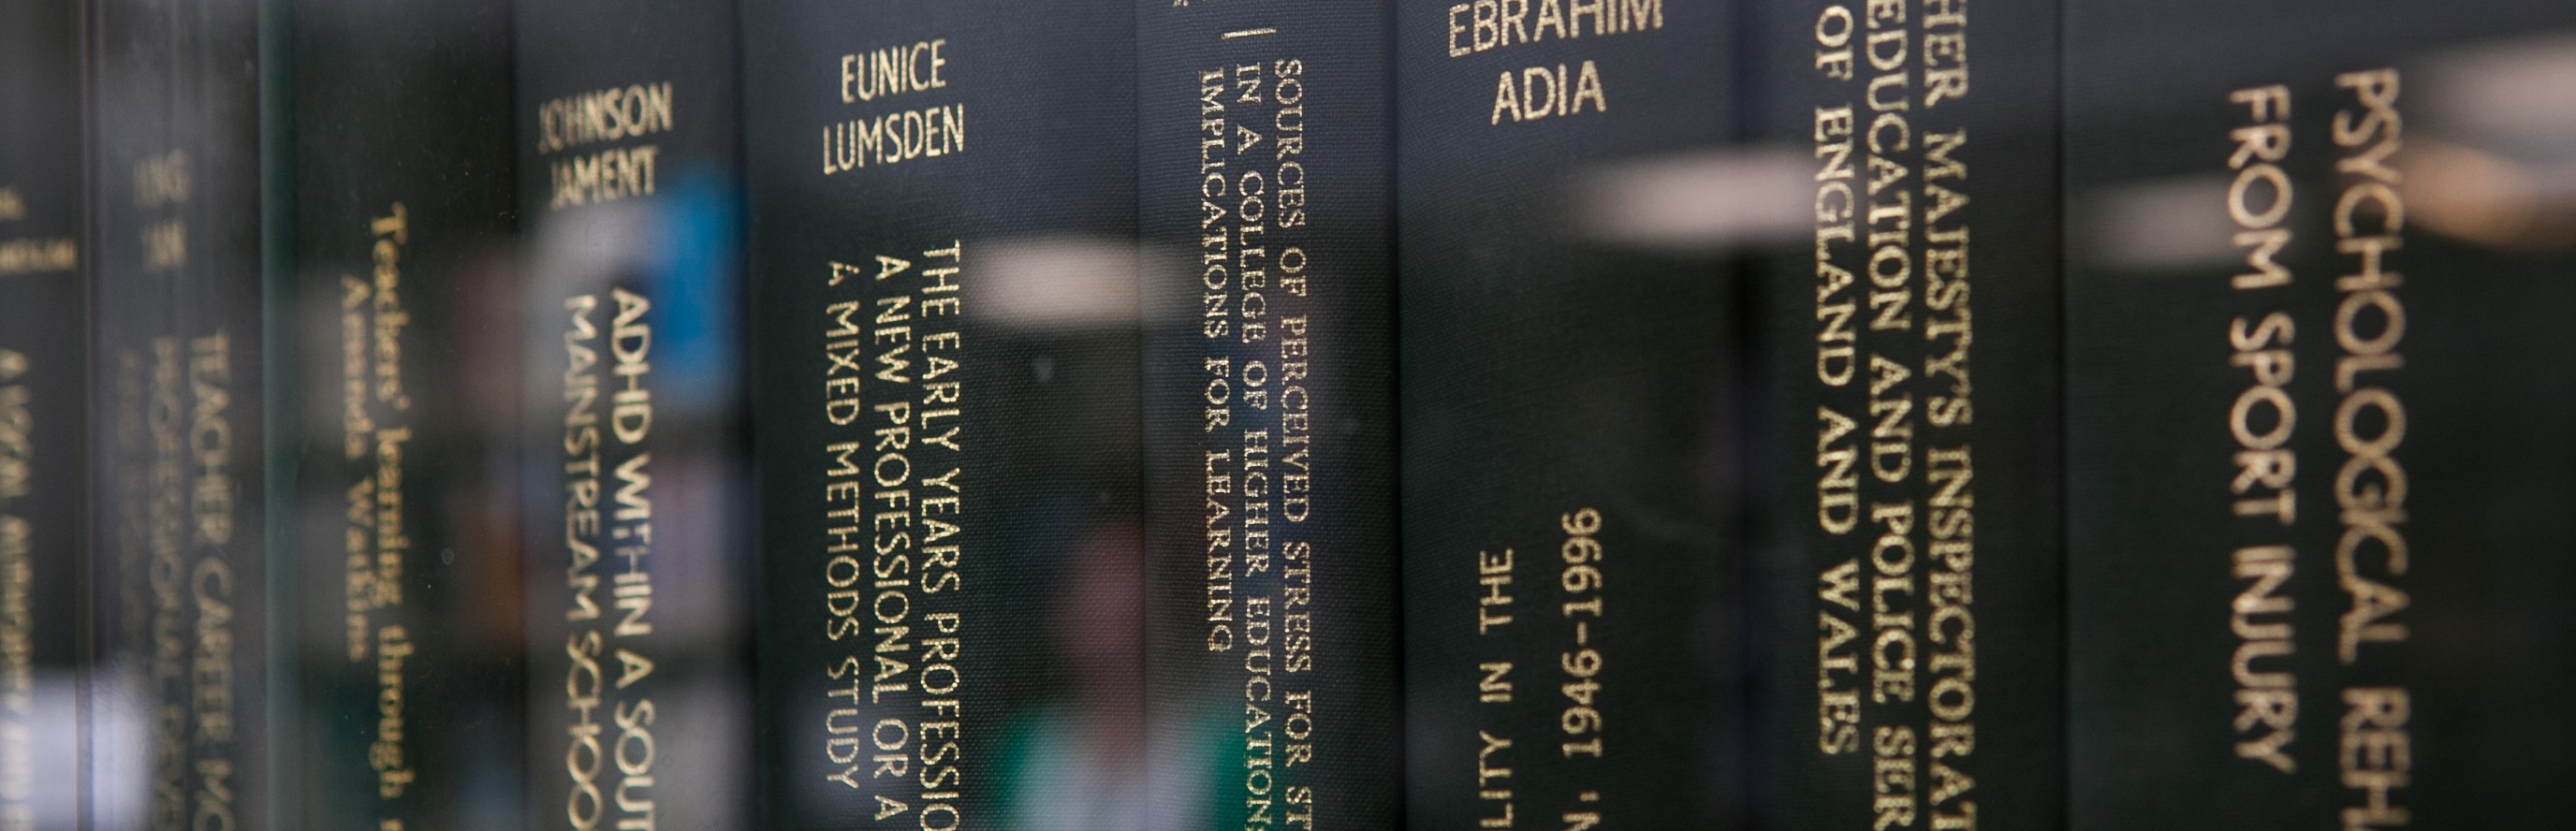 TEACHER CAREER
PROFESSIONAL
Teachers' learning through
Amanda Watkins
JOHNSON
JAMENT
ADHD WITHIN A SOUT
MAINSTREAM SCHOO
EUNICE
LUMSDEN
THE EARLY YEARS PROFESSIO
A NEW PROFESSIONAL OR A
A MIXED METHODS STUDY
SOURCES OF PERCEIVED STRESS FOR ST
IN A COLLEGE OF HIGHER EDUCATION:
IMPLICATIONS FOR LEARNING
EBRAHIM
ADIA
N: 1946-1996
LITY IN THE
HER MAJESTY'S INSPECTORAT
EDUCATION AND POLICE SER
OF ENGLAND AND WALES
PSYCHOLOGICAL REH
FROM SPORT INJURY